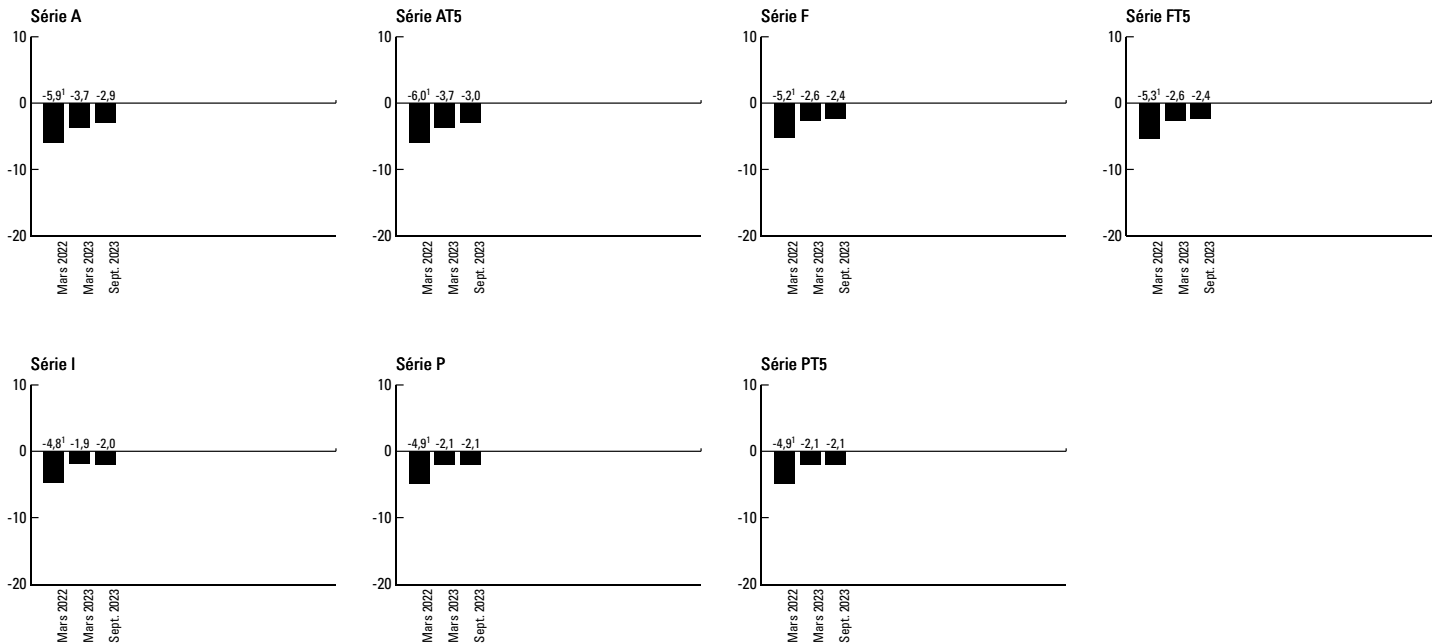 Série A
10
0
-10
-20
-5,9¹ -3,7 -2,9
Mars 2022
Mars 2023
Sept. 2023
Série AT5
10
0
-10
-20
-6,0¹ -3,7 -3,0
Mars 2022
Mars 2023
Sept. 2023
Série F
10
0
-10
-20
-5,2¹ -2,6 -2,4
Mars 2022
Mars 2023
Sept. 2023
Série FT5
10
0
-10
-20
-5,3¹ -2,6 -2,4
Mars 2022
Mars 2023
Sept. 2023
Série I
10
0
-10
-20
-4,8¹ -1,9 -2,0
Mars 2022
Mars 2023
Sept. 2023
Série P
10
0
-10
-20
-4,9¹ -2,1 -2,1
Mars 2022
Mars 2023
Sept. 2023
Série PT5
10
0
-10
-20
-4,9¹ -2,1 -2,1
Mars 2022
Mars 2023
Sept. 2023